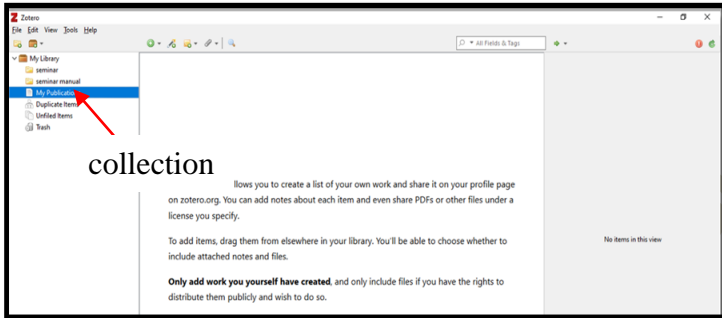 Zotero
File Edit View Tools Help
All Fields & Tags
My Library
seminar
seminar manual
My Publicatio
Duplicate Items
Unfiled Items
Trash
collection
llows you to create a list of your own work and share it on your profile page
on zotero.org. You can add notes about each item and even share PDFs or other files under a
license you specify.
To add items, drag them from elsewhere in your library. You'll be able to choose whether to
include attached notes and files.
Only add work you yourself have created, and only include files if you have the rights to
distribute them publicly and wish to do so.
No items in this view